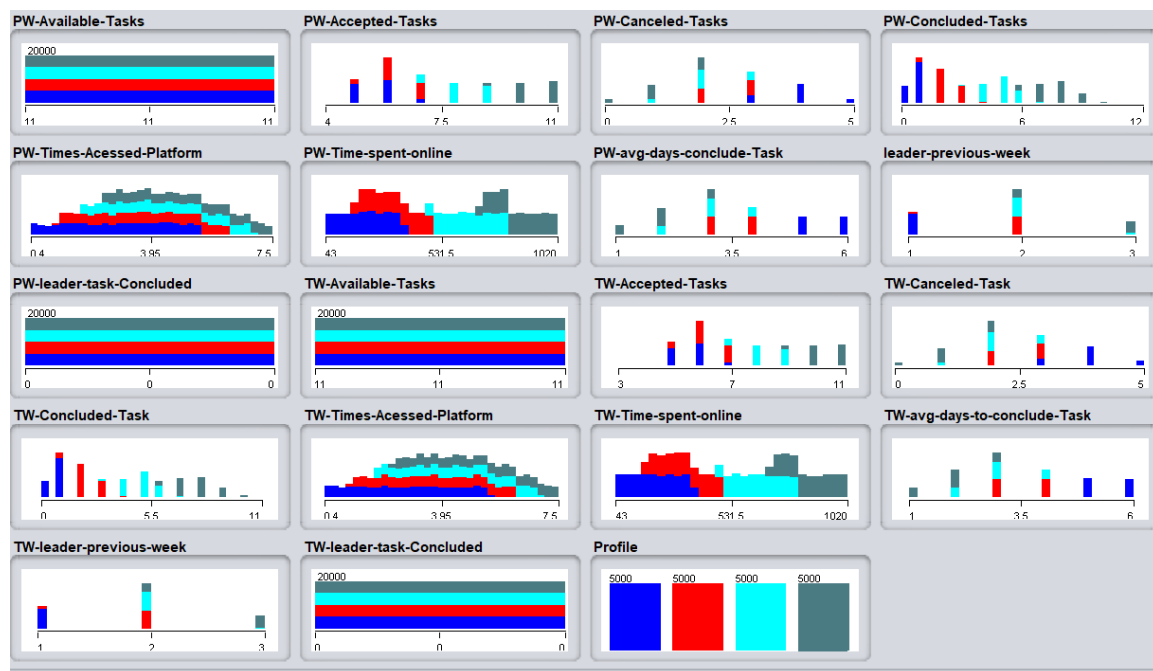 PW-Available-Tasks PW-Accepted-Tasks PW-Canceled-Tasks PW-Concluded-Tasks
20000
11 11 11 4 7.5 11 0 2.5 5 0 6 12
PW-Times-Acessed-Platform PW-Time-spent-online PW-avg-days-conclude-Task leader-previous-week
0.4 3.95 7.5 43 531.5 1020 1 3.5 6 1 2 3
PW-leader-task-Concluded TW-Available-Tasks TW-Accepted-Tasks TW-Canceled-Task
20000 20000
0 0 0 11 11 11 3 7 11 0 2.5 5
TW-Concluded-Task TW-Times-Acessed-Platform TW-Time-spent-online TW-avg-days-to-conclude-Task
0 5.5 11 0.4 3.95 7.5 43 531.5 1020 1 3.5 6
TW-leader-previous-week TW-leader-task-Concluded Profile
20000 5000 5000 5000 5000
1 2 3 0 0 0